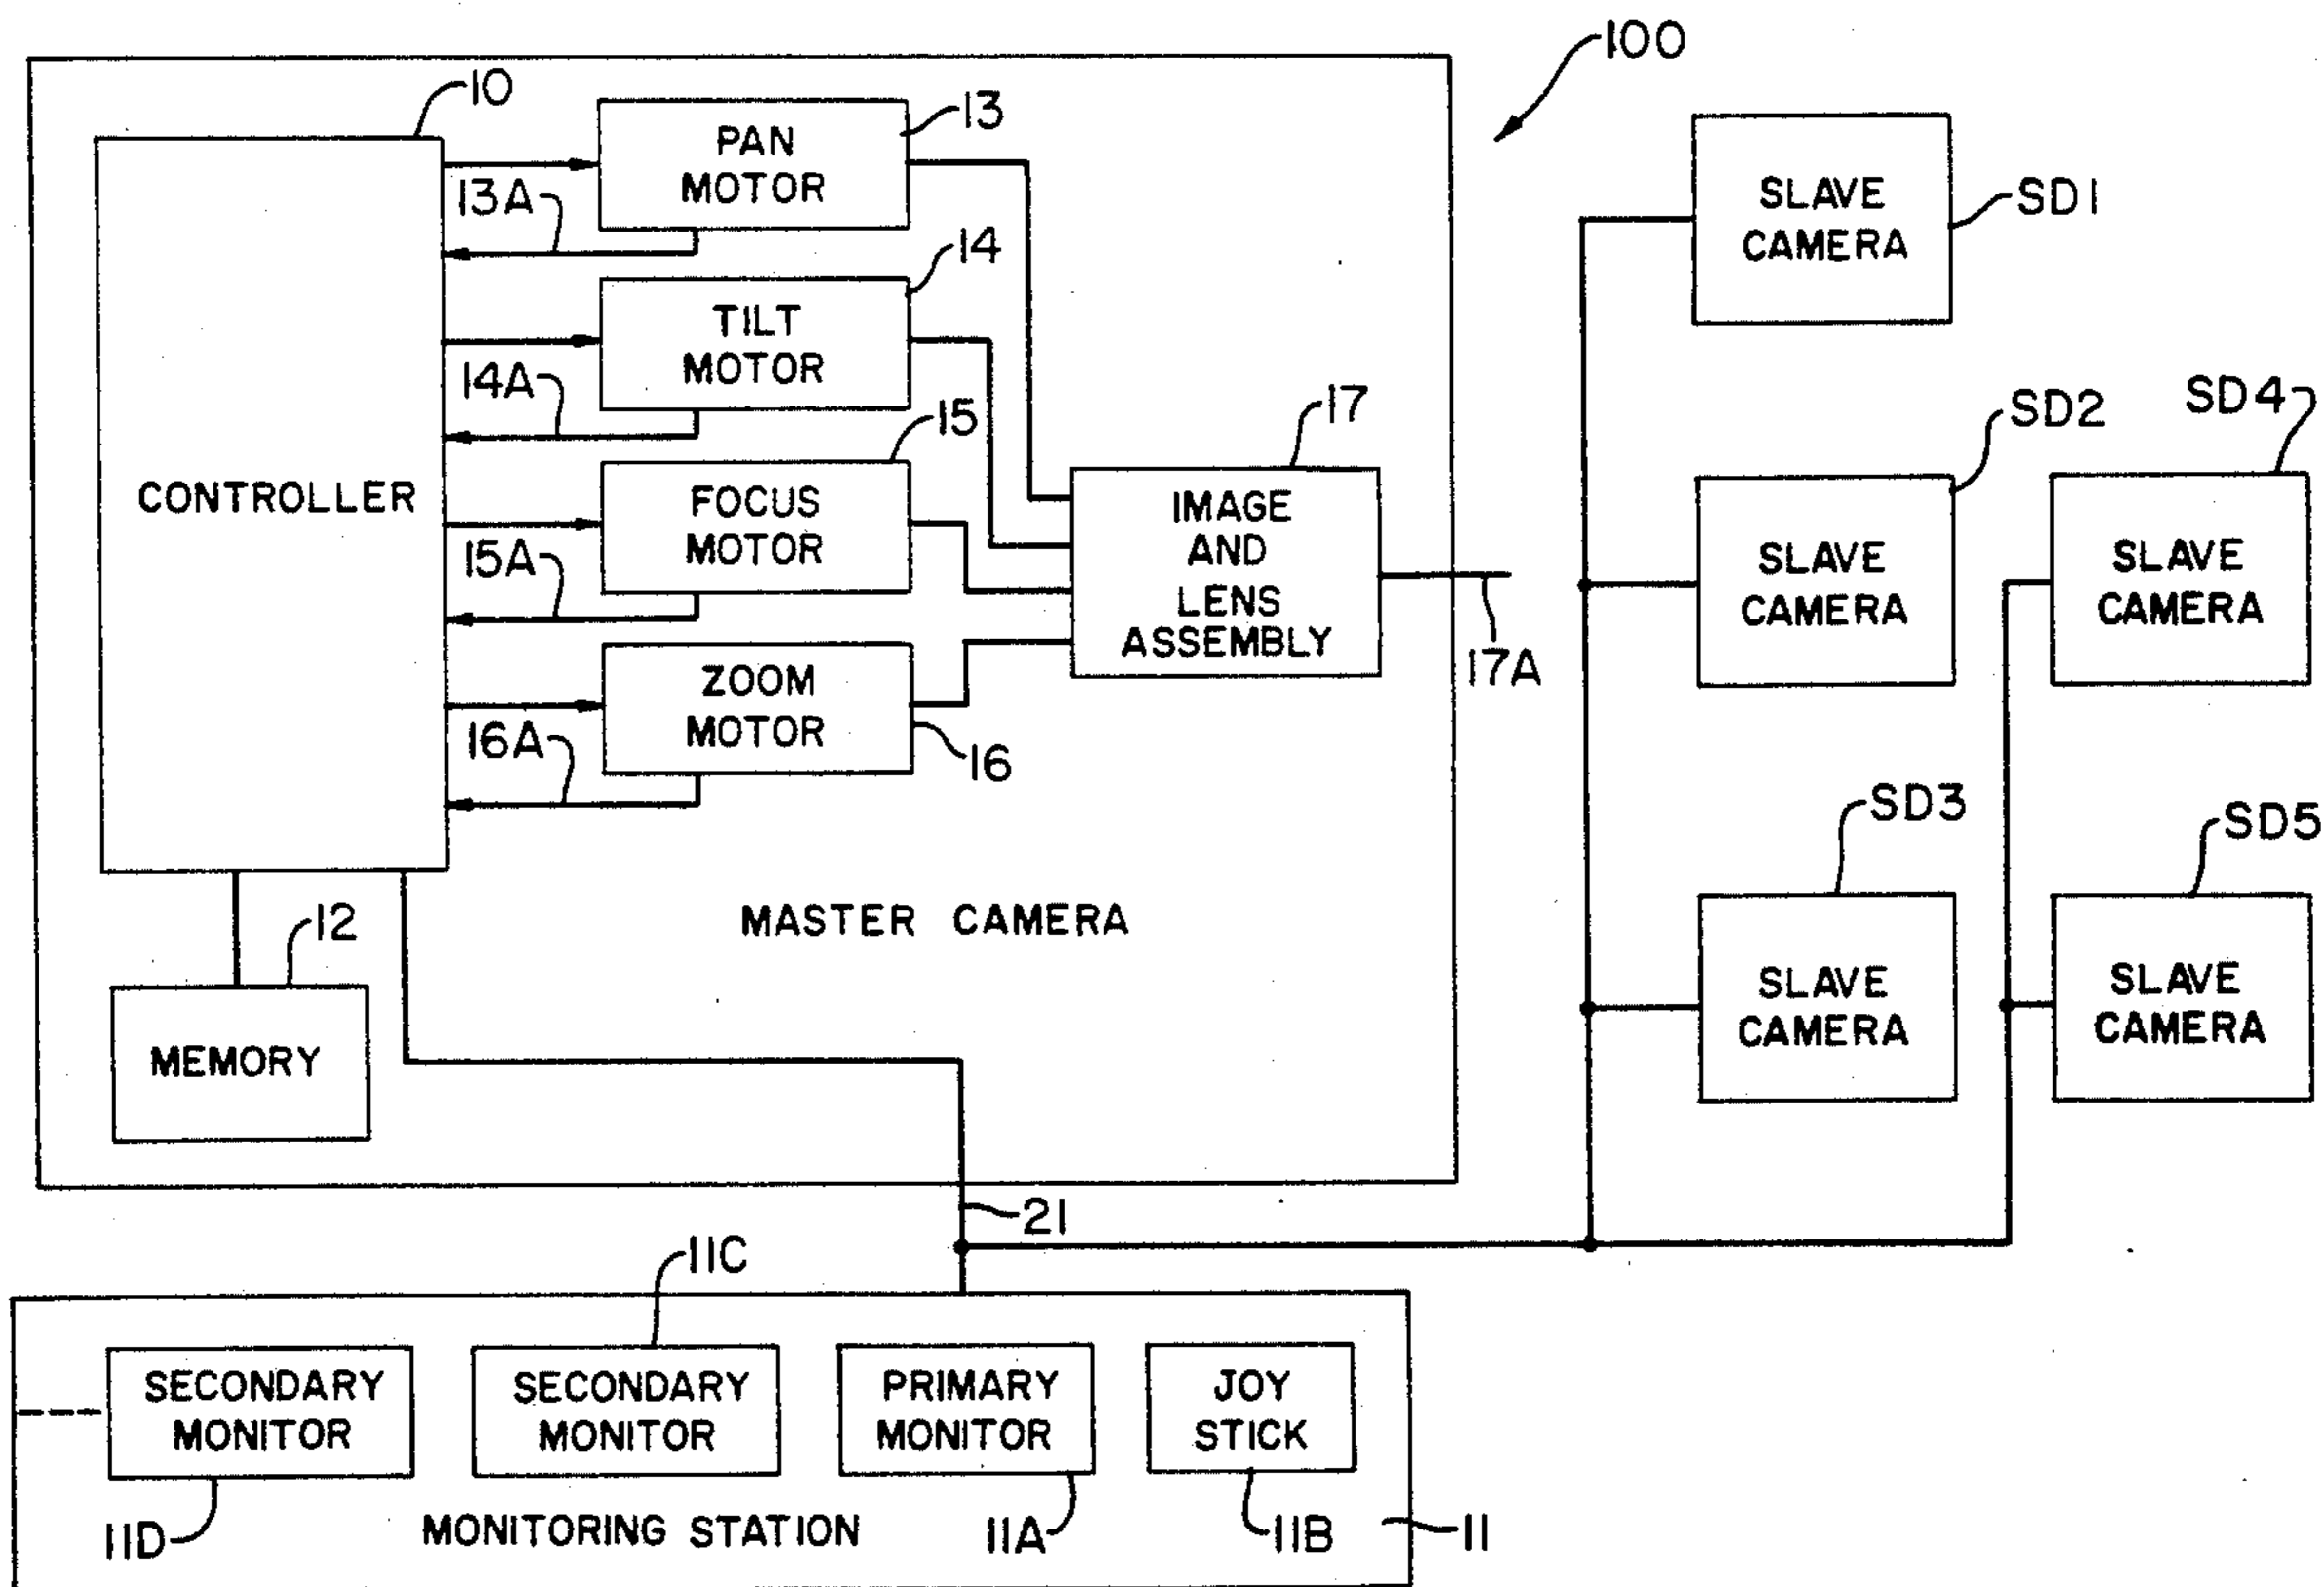 100
10
13
PAN
MOTOR
13A
SLAVE
CAMERA
SD1
14
TILT
MOTOR
14A
SD4
SD2
15
17
CONTROLLER
FOCUS
MOTOR
15A
IMAGE
AND
LENS
ASSEMBLY
17A
SLAVE
CAMERA
SLAVE
CAMERA
ZOOM
MOTOR
16A
16
SD3
SD5
MASTER CAMERA
12
MEMORY
SLAVE
CAMERA
SLAVE
CAMERA
21
11C
SECONDARY
MONITOR
SECONDARY
MONITOR
PRIMARY
MONITOR
JOY
STICK
11D
MONITORING STATION
11A
11B
11